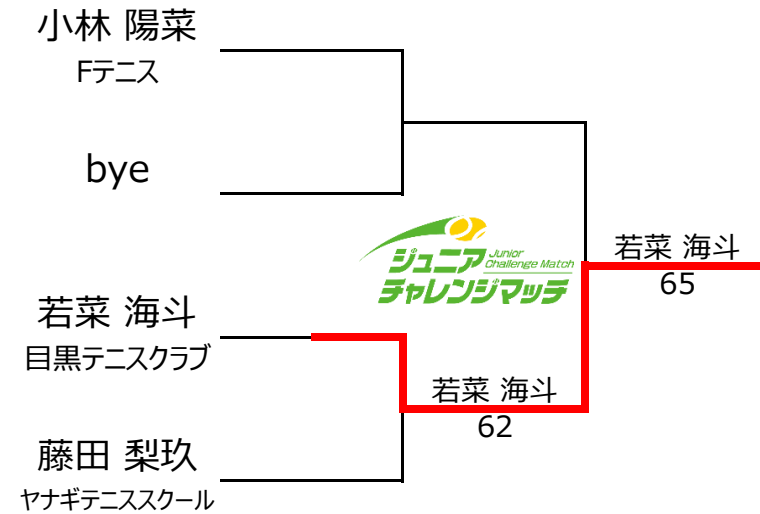 小林 陽菜
Fテニス
bye
ジュニア Junior Challenge Match
チャレンジマッチ
若菜 海斗
65
若菜 海斗
目黒テニスクラブ
若菜 海斗
62
藤田 梨玖
ヤナギテニススクール